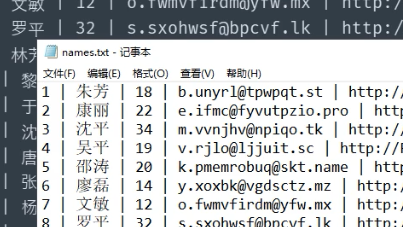 文敏 | 12 | o.fwmvfirdm@yfw.mx | http:/
罗平 | 32 | s.sxohwsf@bpcvf.lk | http:/
林芳
| 黎
| 于
| 沈
| 唐
| 张
| 杨
names.txt - 记事本
文件(F) 编辑(E) 格式(O) 查看(V) 帮助(H)
1 | 朱芳 | 18 | b.unyrl@tpwpqt.st | http://
2 | 康丽 | 22 | e.ifmc@fyvutpzio.pro | http:
3 | 沈平 | 34 | m.vvnjhv@npiqo.tk | http://
4 | 吴平 | 19 | v.rjlo@ljjuit.sc | http://
5 | 邵涛 | 20 | k.pmemrobuq@skt.name | http:
6 | 廖磊 | 14 | y.xoxbk@vgdsctz.mz | http:/
7 | 文敏 | 12 | o.fwmvfirdm@yfw.mx | http:/
8 | 罗平 | 32 | s.sxohwsf@bpcvf.lk | http:/